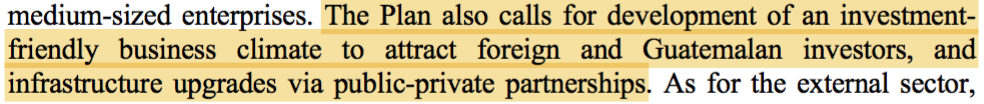 medium-sized enterprises. The Plan also calls for development of an investment-
friendly business climate to attract foreign and Guatemalan investors, and
infrastructure upgrades via public-private partnerships. As for the external sector,